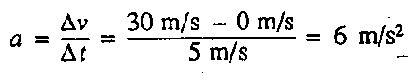 a = Δv/Δt = 30 m/s − 0 m/s / 5 m/s = 6 m/s²